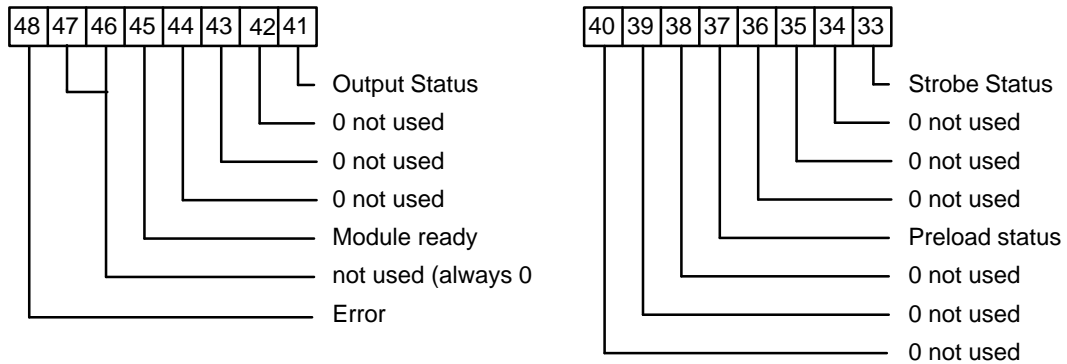 48 47 46 45 44 43 42 41
Output Status
0 not used
0 not used
0 not used
Module ready
not used (always 0
Error
40 39 38 37 36 35 34 33
Strobe Status
0 not used
0 not used
0 not used
Preload status
0 not used
0 not used
0 not used